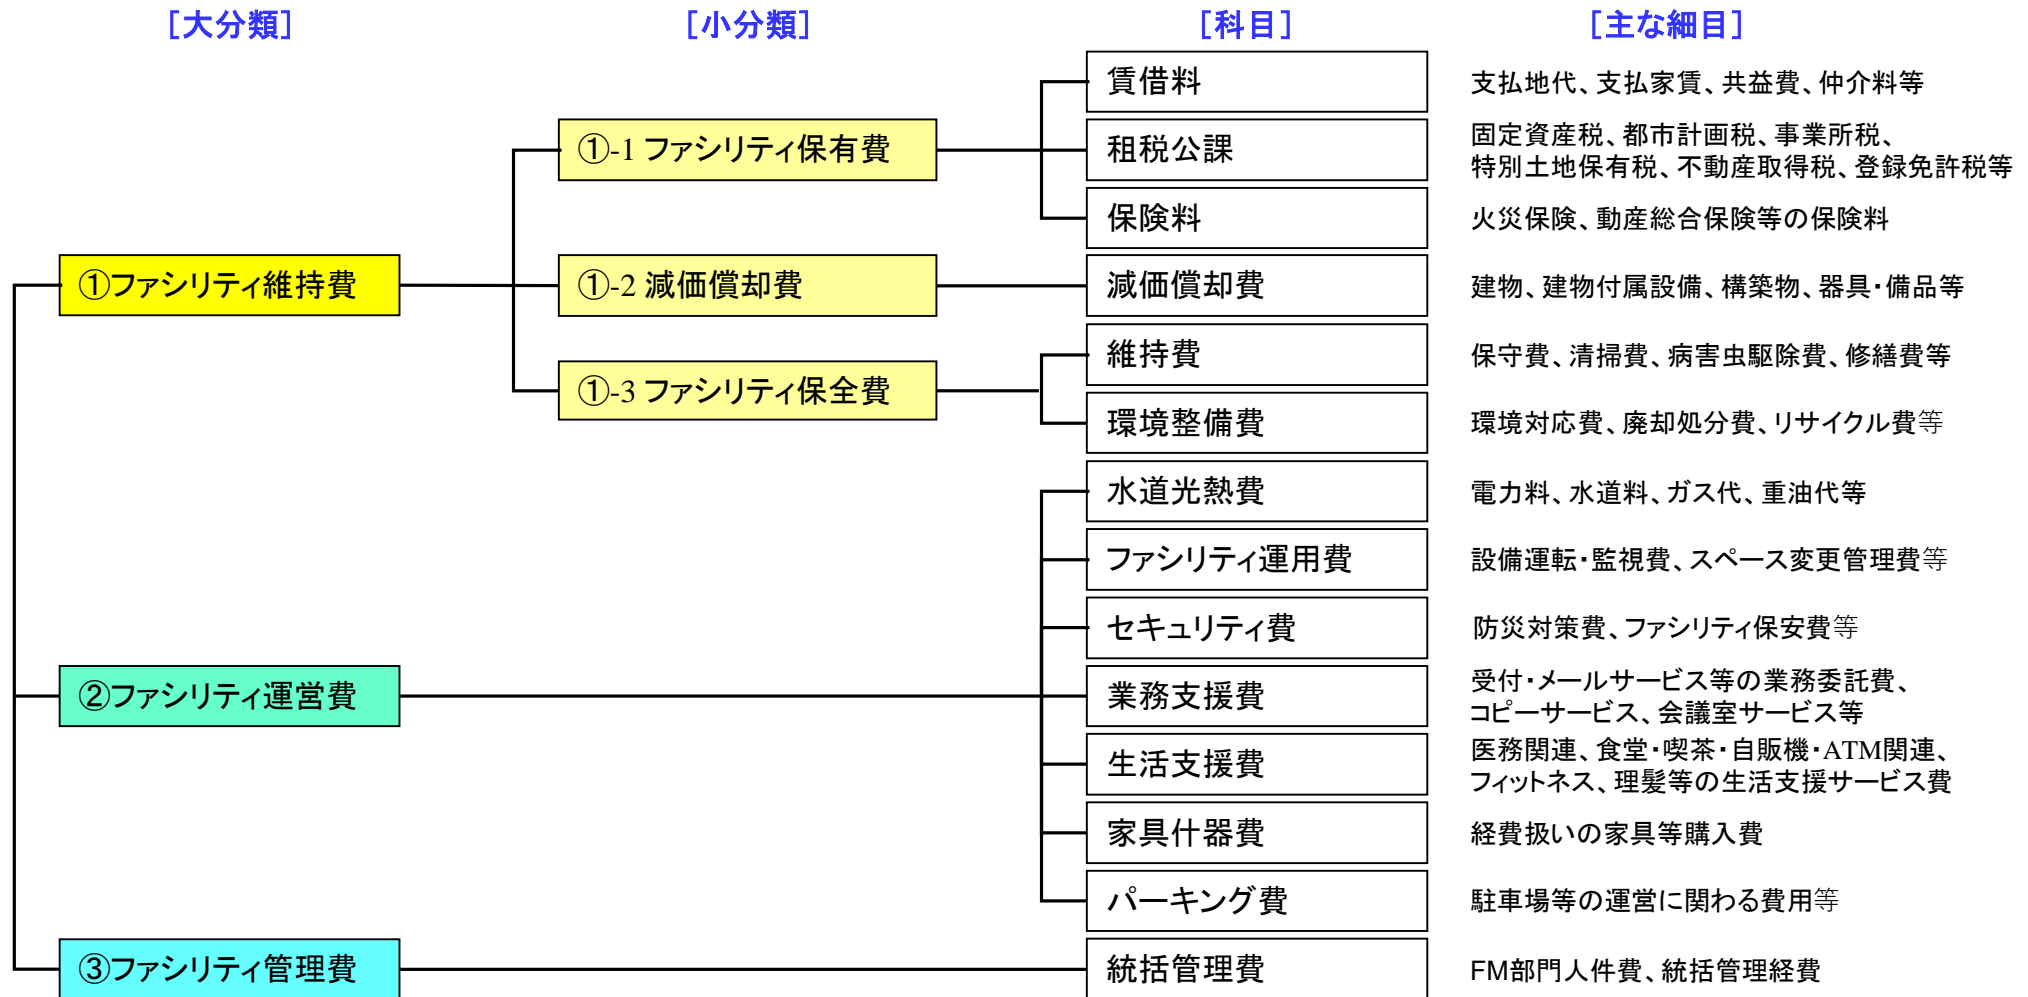 [大分類]
[小分類]
[科目]
[主な細目]
賃借料
支払地代、支払家賃、共益費、仲介料等
①-1 ファシリティ保有費
租税公課
固定資産税、都市計画税、事業所税、
特別土地保有税、不動産取得税、登録免許税等
保険料
火災保険、動産総合保険等の保険料
①ファシリティ維持費
①-2 減価償却費
減価償却費
建物、建物付属設備、構築物、器具・備品等
①-3 ファシリティ保全費
維持費
保守費、清掃費、病害虫駆除費、修繕費等
環境整備費
環境対応費、廃却処分費、リサイクル費等
水道光熱費
電力料、水道料、ガス代、重油代等
ファシリティ運用費
設備運転・監視費、スペース変更管理費等
セキュリティ費
防災対策費、ファシリティ保安費等
②ファシリティ運営費
業務支援費
受付・メールサービス等の業務委託費、
コピーサービス、会議室サービス等
生活支援費
医務関連、食堂・喫茶・自販機・ATM関連、
フィットネス、理髪等の生活支援サービス費
家具什器費
経費扱いの家具等購入費
パーキング費
駐車場等の運営に関わる費用等
③ファシリティ管理費
統括管理費
FM部門人件費、統括管理経費